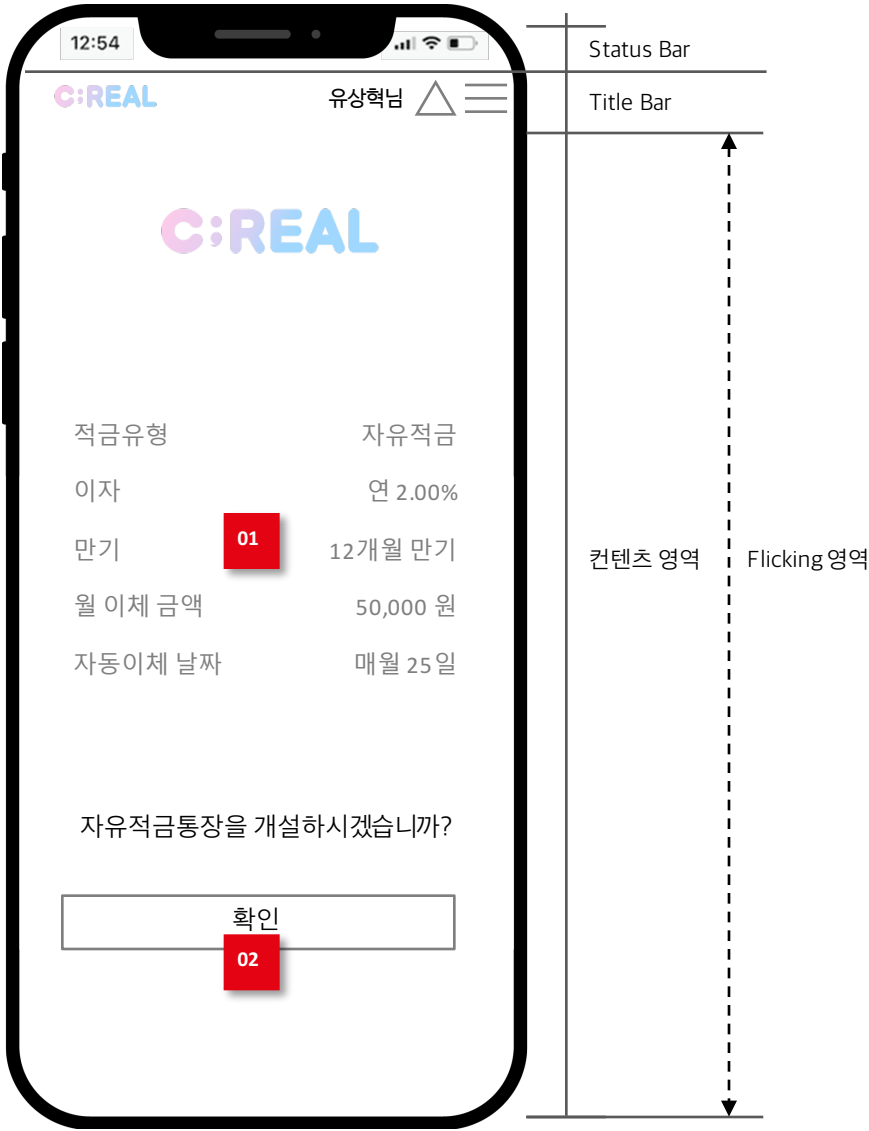 12:54
Status Bar
C;REAL
유상혁님
Title Bar
C;REAL
적금유형 자유적금
이자 연 2.00%
01
만기 12개월 만기
컨텐츠 영역
Flicking 영역
월 이체 금액 50,000 원
자동이체 날짜 매월 25일
자유적금통장을 개설하시겠습니까?
확인
02